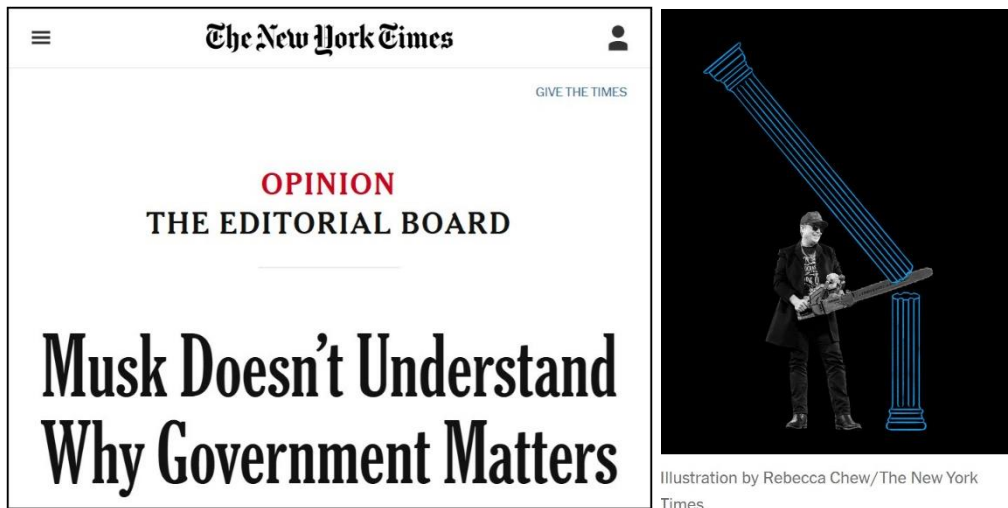 The New York Times
GIVE THE TIMES
OPINION
THE EDITORIAL BOARD
Musk Doesn’t Understand
Why Government Matters
Illustration by Rebecca Chew/The New York
Times